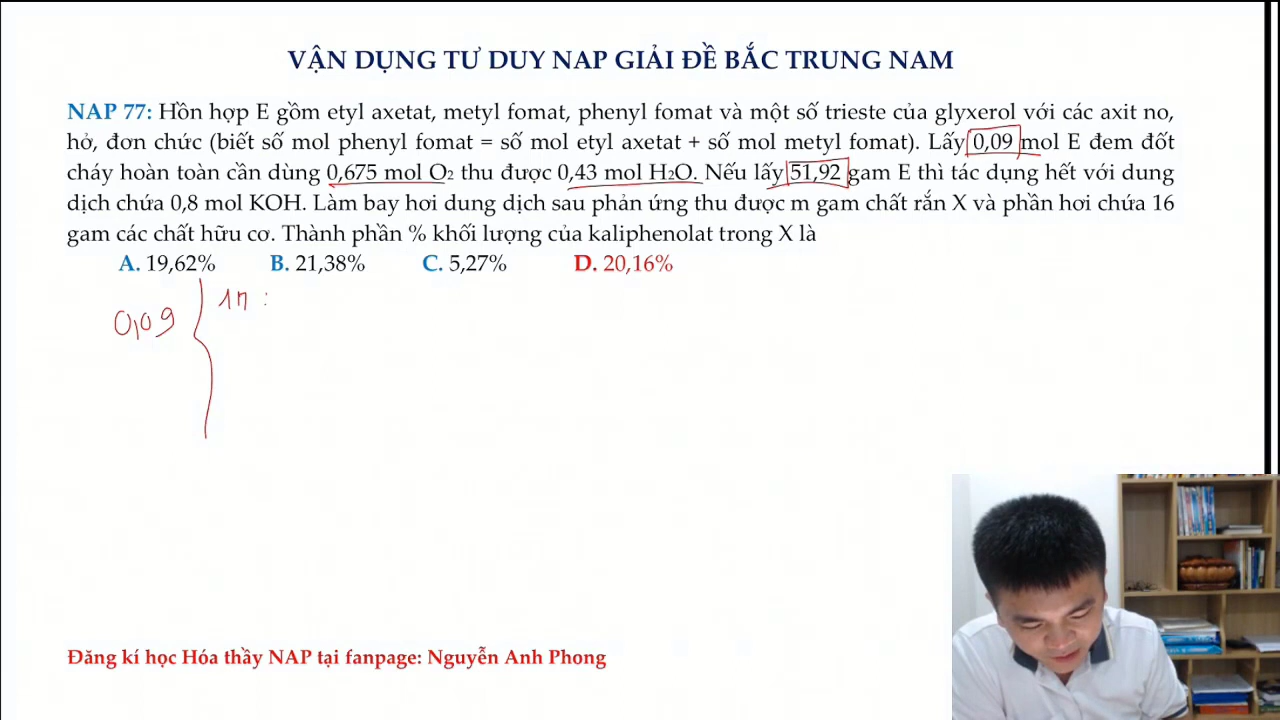 VẬN DỤNG TƯ DUY NAP GIẢI ĐỀ BẮC TRUNG NAM
NAP 77: Hỗn hợp E gồm etyl axetat, metyl fomat, phenyl fomat và một số trieste của glyxerol với các axit no,
hở, đơn chức (biết số mol phenyl fomat = số mol etyl axetat + số mol metyl fomat). Lấy 0,09 mol E đem đốt
cháy hoàn toàn cần dùng 0,675 mol O₂ thu được 0,43 mol H₂O. Nếu lấy 51,92 gam E thì tác dụng hết với dung
dịch chứa 0,8 mol KOH. Làm bay hơi dung dịch sau phản ứng thu được m gam chất rắn X và phần hơi chứa 16
gam các chất hữu cơ. Thành phần % khối lượng của kaliphenolat trong X là
A. 19,62% B. 21,38% C. 5,27% D. 20,16%
1π :
0,09
Đăng kí học Hóa thầy NAP tại fanpage: Nguyễn Anh Phong